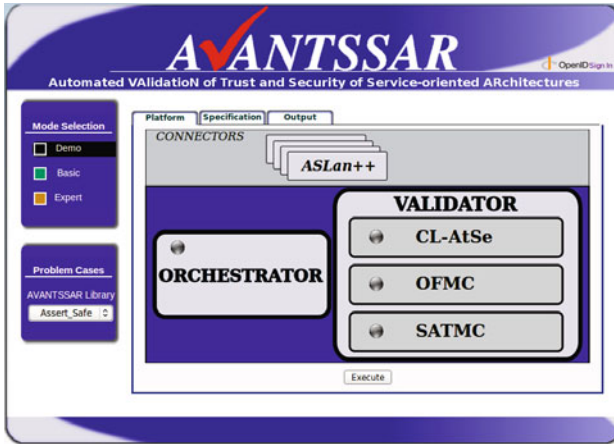 AVANTSSAR
OpenID Sign In
Automated VAlidatioN of Trust and Security of Service-oriented ARchitectures
Mode Selection
Demo
Basic
Expert
Problem Cases
AVANTSSAR Library
Assert_Safe
Platform Specification Output
CONNECTORS
ASLan++
ORCHESTRATOR
VALIDATOR
CL-AtSe
OFMC
SATMC
Execute